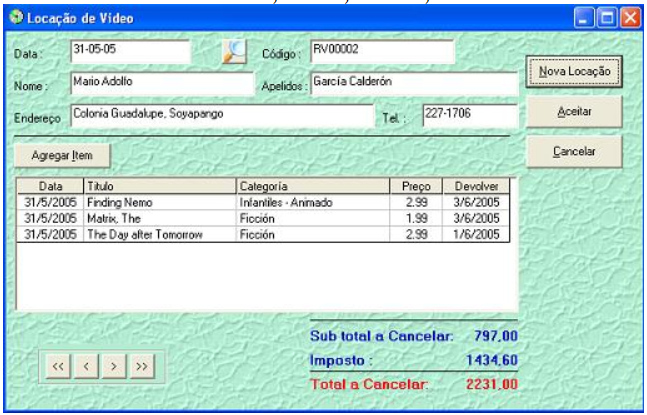 Locação de Vídeo
Data : 31-05-05 Código : RV00002
Nome : Mario Adolfo Apelidos : García Calderón
Endereço Colonia Guadalupe, Soyapango Tel. : 227-1706
Nova Locação
Aceitar
Cancelar
Agregar Item
Data Titulo Categoría Preço Devolver
31/5/2005 Finding Nemo Infantiles - Animado 2.99 3/6/2005
31/5/2005 Matrix, The Ficción 1.99 3/6/2005
31/5/2005 The Day after Tomorrow Ficción 2.99 1/6/2005
Sub total a Cancelar: 797,00
Imposto : 1434,60
Total a Cancelar: 2231,00
<< < > >>